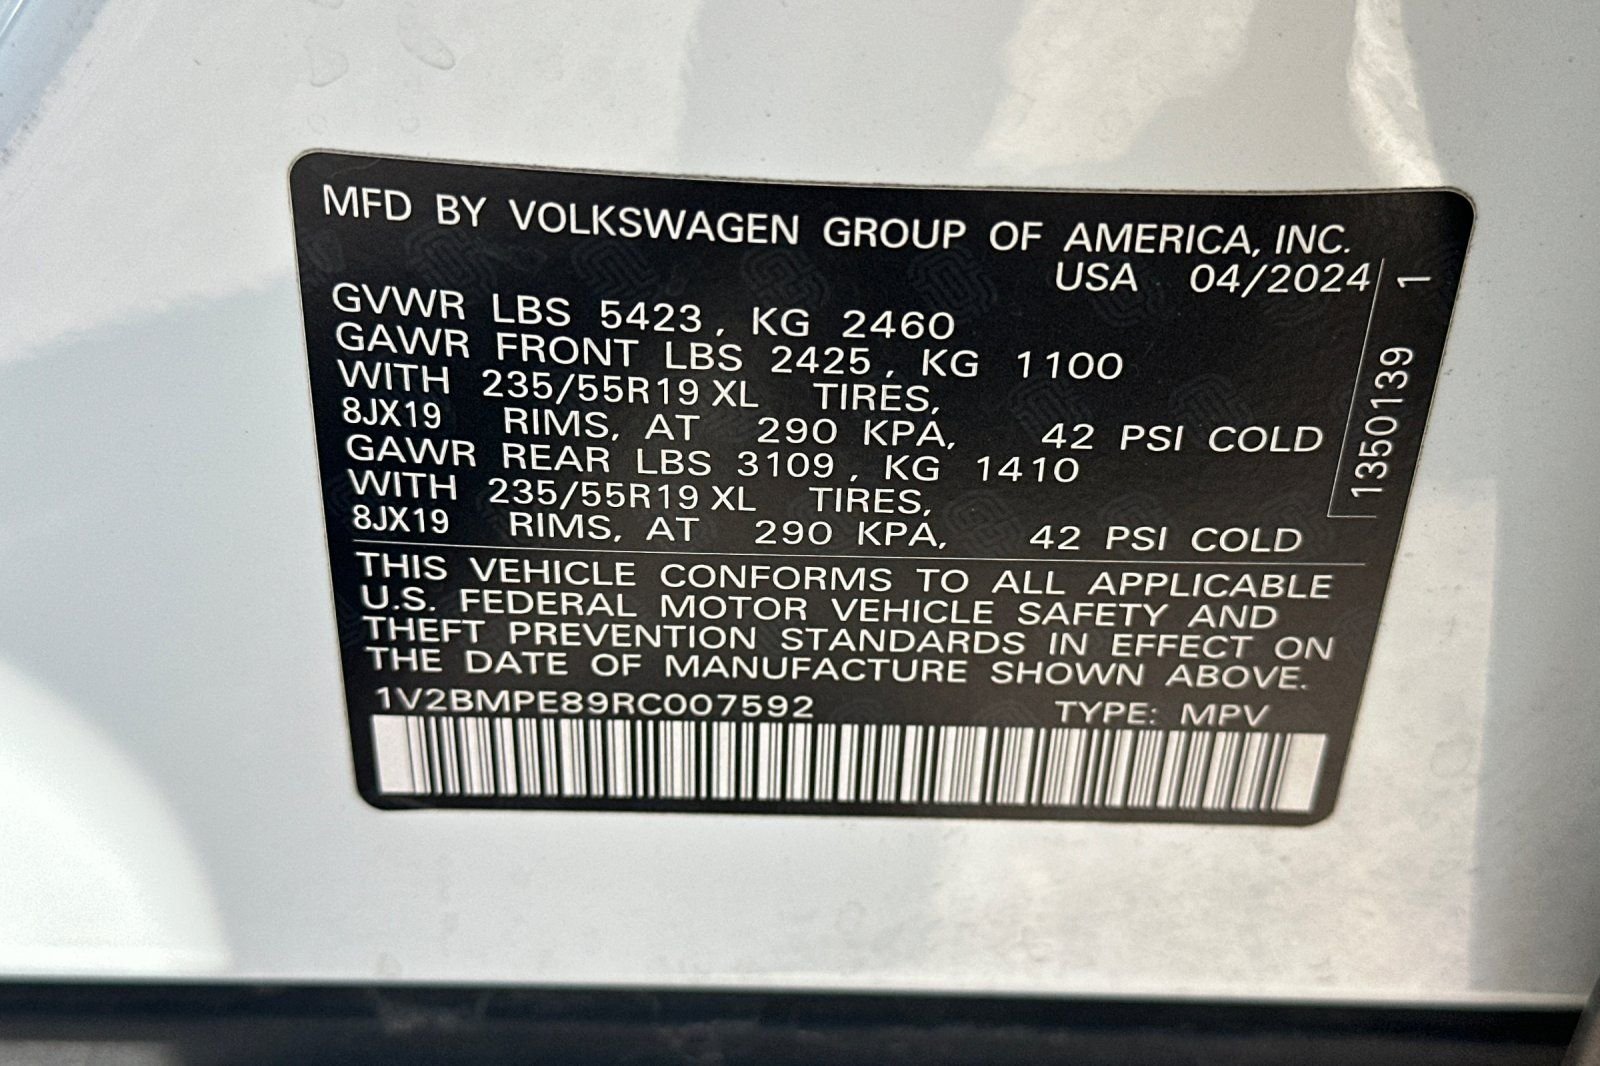 MFD BY VOLKSWAGEN GROUP OF AMERICA, INC.
USA 04/2024
GVWR LBS 5423, KG 2460
GAWR FRONT LBS 2425, KG 1100
WITH 235/55R19 XL TIRES,
8JX19 RIMS, AT 290 KPA, 42 PSI COLD
GAWR REAR LBS 3109, KG 1410
WITH 235/55R19 XL TIRES,
8JX19 RIMS, AT 290 KPA, 42 PSI COLD
THIS VEHICLE CONFORMS TO ALL APPLICABLE
U.S. FEDERAL MOTOR VEHICLE SAFETY AND
THEFT PREVENTION STANDARDS IN EFFECT ON
THE DATE OF MANUFACTURE SHOWN ABOVE.
1V2BMPE89RC007592 TYPE: MPV
1350139 1